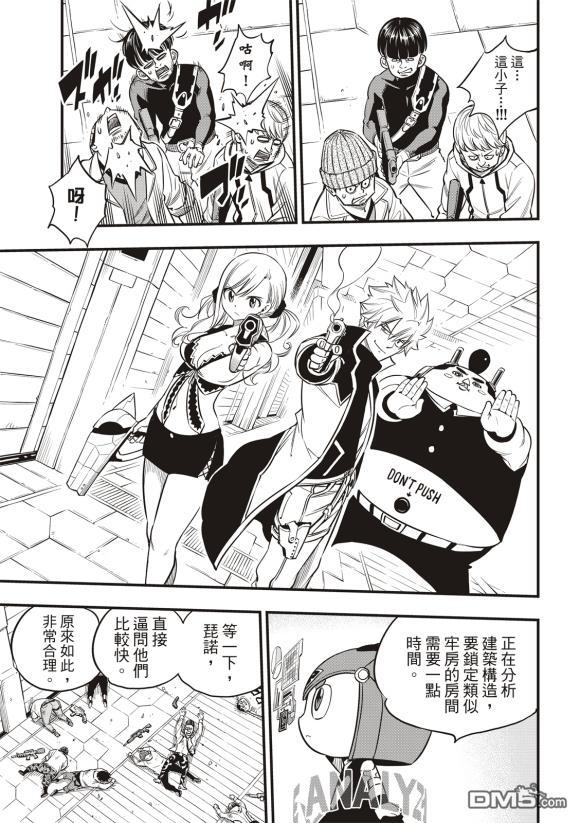 這…
這小子…!!!
咕
啊！
呀！
DON'T PUSH
正在分析
建築構造，
要鎖定類似
牢房的房間
需要一點
時間。
ANALYZ
等一下，
琵諾，
直接
逼問他們
比較快。
原來如此，
非常合理。
DM5.com